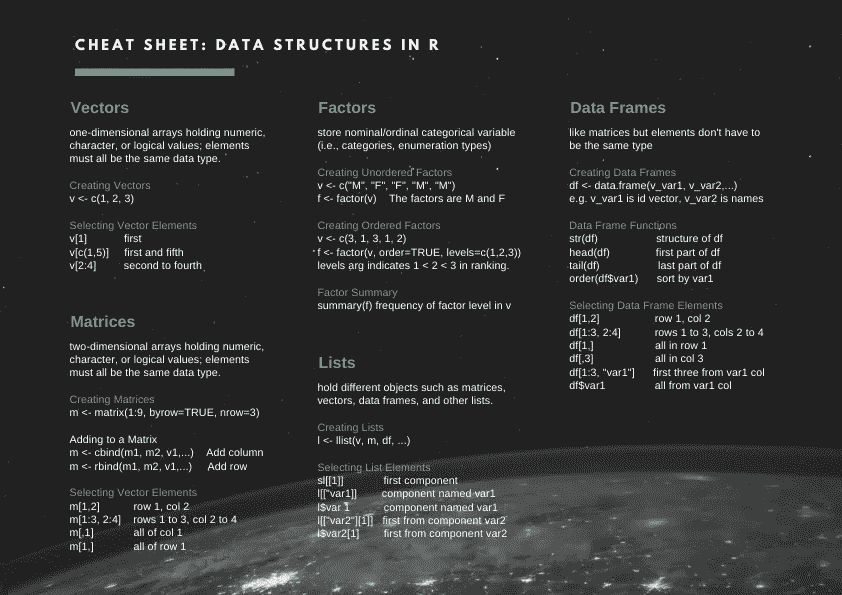 CHEAT SHEET: DATA STRUCTURES IN R
Vectors
one-dimensional arrays holding numeric,
character, or logical values; elements
must all be the same data type.
Creating Vectors
v <- c(1, 2, 3)
Selecting Vector Elements
v[1] first
v[c(1,5)] first and fifth
v[2:4] second to fourth
Matrices
two-dimensional arrays holding numeric,
character, or logical values; elements
must all be the same data type.
Creating Matrices
m <- matrix(1:9, byrow=TRUE, nrow=3)
Adding to a Matrix
m <- cbind(m1, m2, v1,...) Add column
m <- rbind(m1, m2, v1,...) Add row
Selecting Vector Elements
m[1,2] row 1, col 2
m[1:3, 2:4] rows 1 to 3, col 2 to 4
m[,1] all of col 1
m[1,] all of row 1
Factors
store nominal/ordinal categorical variable
(i.e., categories, enumeration types)
Creating Unordered Factors
v <- c("M", "F", "F", "M", "M")
f <- factor(v) The factors are M and F
Creating Ordered Factors
v <- c(3, 1, 3, 1, 2)
f <- factor(v, order=TRUE, levels=c(1,2,3))
levels arg indicates 1 < 2 < 3 in ranking.
Factor Summary
summary(f) frequency of factor level in v
Lists
hold different objects such as matrices,
vectors, data frames, and other lists.
Creating Lists
l <- llist(v, m, df, ...)
Selecting List Elements
sl[[1]] first component
l[["var1]] component named var1
l$var 1 component named var1
l[["var2"][1]] first from component var2
l$var2[1] first from component var2
Data Frames
like matrices but elements don't have to
be the same type
Creating Data Frames
df <- data.frame(v_var1, v_var2,...)
e.g. v_var1 is id vector, v_var2 is names
Data Frame Functions
str(df) structure of df
head(df) first part of df
tail(df) last part of df
order(df$var1) sort by var1
Selecting Data Frame Elements
df[1,2] row 1, col 2
df[1:3, 2:4] rows 1 to 3, cols 2 to 4
df[1,] all in row 1
df[,3] all in col 3
df[1:3, "var1"] first three from var1 col
df$var1 all from var1 col